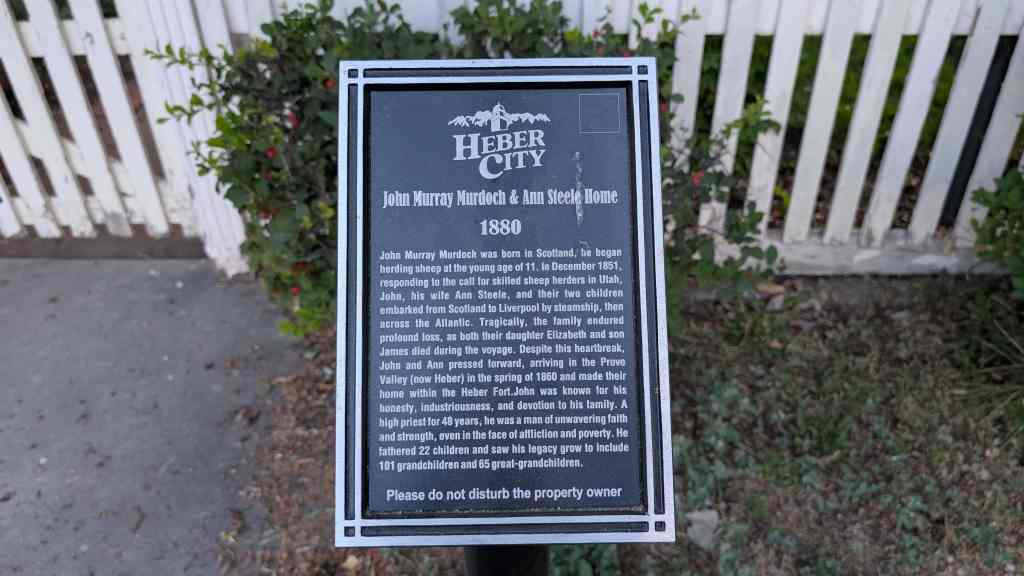 HEBER
CITY
John Murray Murdoch & Ann Steele Home
1880
John Murray Murdoch was born in Scotland, he began
herding sheep at the young age of 11. In December 1851,
responding to the call for skilled sheep herders in Utah,
John, his wife Ann Steele, and their two children
embarked from Scotland to Liverpool by steamship, then
across the Atlantic. Tragically, the family endured
profound loss, as both their daughter Elizabeth and son
James died during the voyage. Despite this heartbreak,
John and Ann pressed forward, arriving in the Provo
Valley (now Heber) in the spring of 1860 and made their
home within the Heber Fort.John was known for his
honesty, industriousness, and devotion to his family. A
high priest for 48 years, he was a man of unwavering faith
and strength, even in the face of affliction and poverty. He
fathered 22 children and saw his legacy grow to include
101 grandchildren and 65 great-grandchildren.
Please do not disturb the property owner